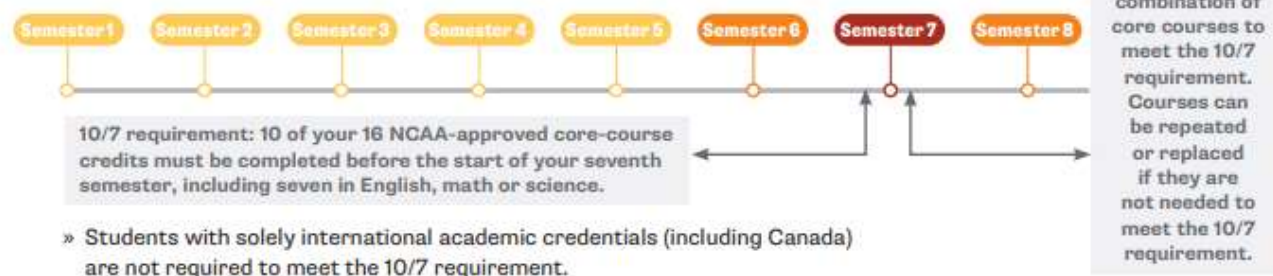 Semester 1 Semester 2 Semester 3 Semester 4 Semester 5 Semester 6 Semester 7 Semester 8
10/7 requirement: 10 of your 16 NCAA-approved core-course
credits must be completed before the start of your seventh
semester, including seven in English, math or science.
» Students with solely international academic credentials (including Canada)
are not required to meet the 10/7 requirement.
combination of
core courses to
meet the 10/7
requirement.
Courses can
be repeated
or replaced
if they are
not needed to
meet the 10/7
requirement.